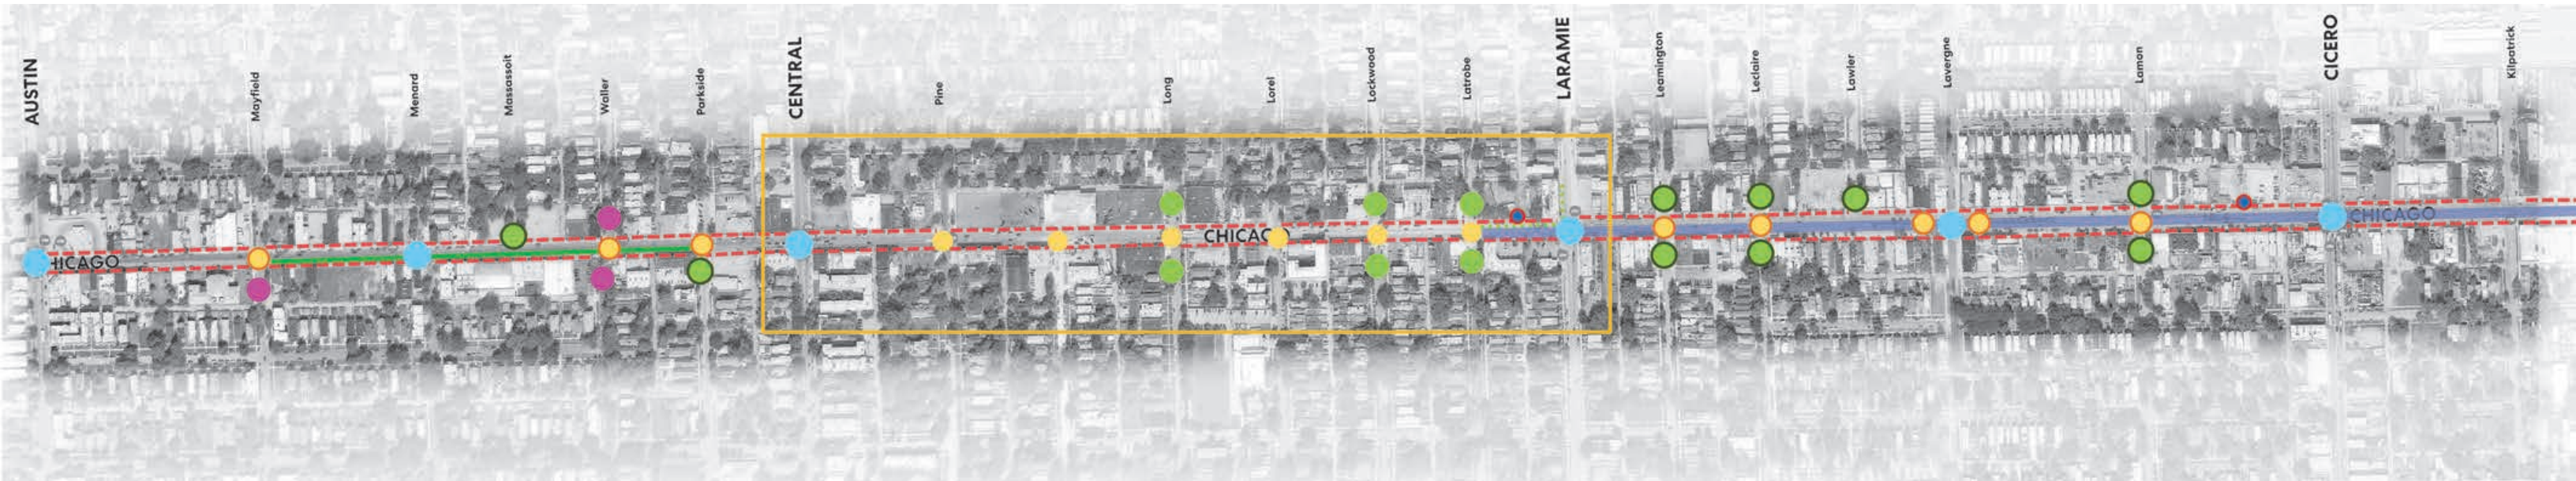 AUSTIN
Mayfield
Menard
Massasoit
Waller
Parkside
CENTRAL
Pine
Long
Lorel
Lockwood
Latrobe
LARAMIE
Leamington
Leclaire
Lawler
Lavergne
Lamon
CICERO
Kilpatrick
HICAGO
CHICAGO
CHICAGO